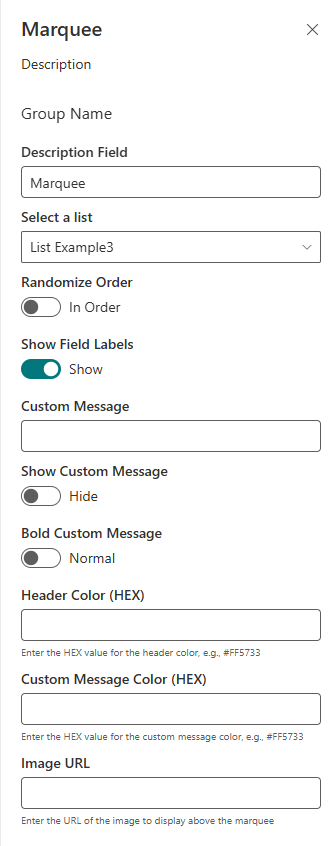 Marquee
Description
Group Name
Description Field
Marquee
Select a list
List Example3
Randomize Order
In Order
Show Field Labels
Show
Custom Message
Show Custom Message
Hide
Bold Custom Message
Normal
Header Color (HEX)
Enter the HEX value for the header color, e.g., #FF5733
Custom Message Color (HEX)
Enter the HEX value for the custom message color, e.g., #FF5733
Image URL
Enter the URL of the image to display above the marquee